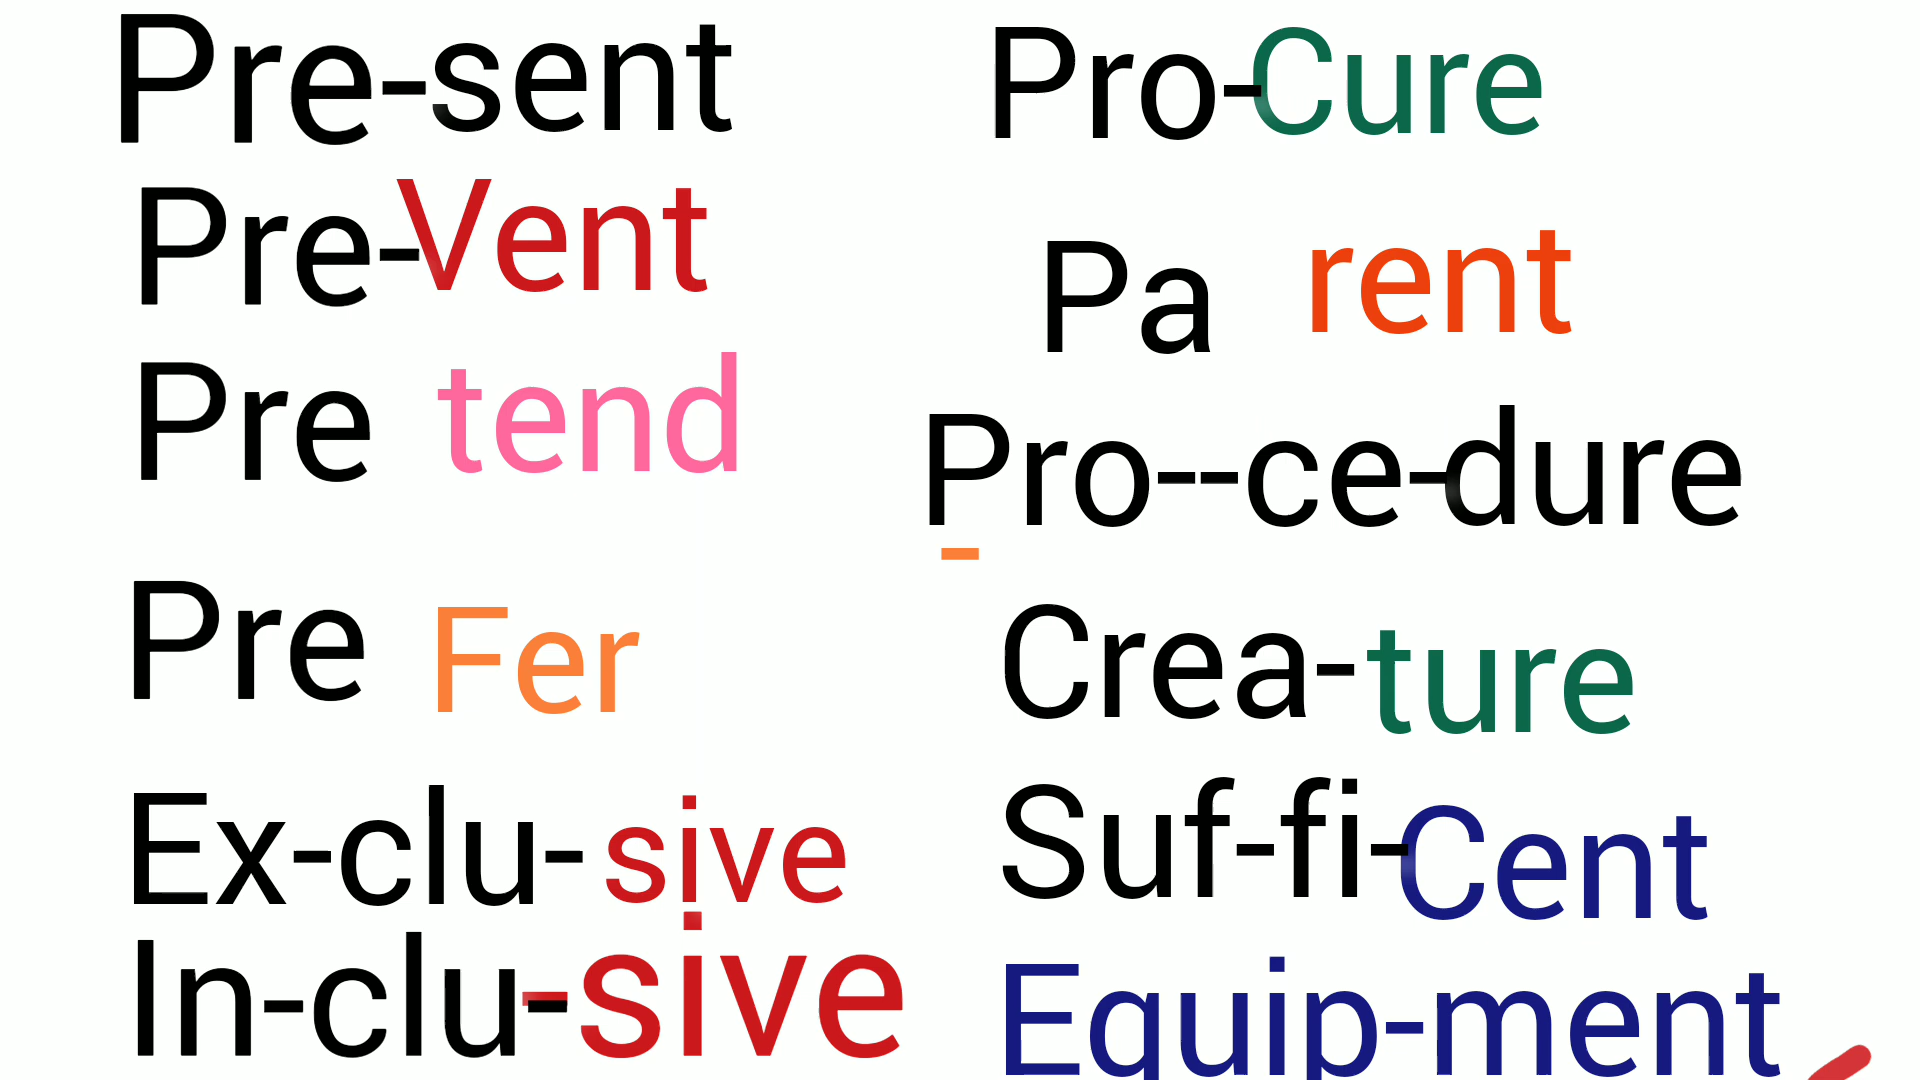 Pre-sent
Pre-Vent
Pre tend
Pre Fer
Ex-clu-sive
In-clu-sive
Pro-Cure
Pa rent
Pro--ce-dure
-
Crea-ture
Suf-fi-Cent
Equip-ment